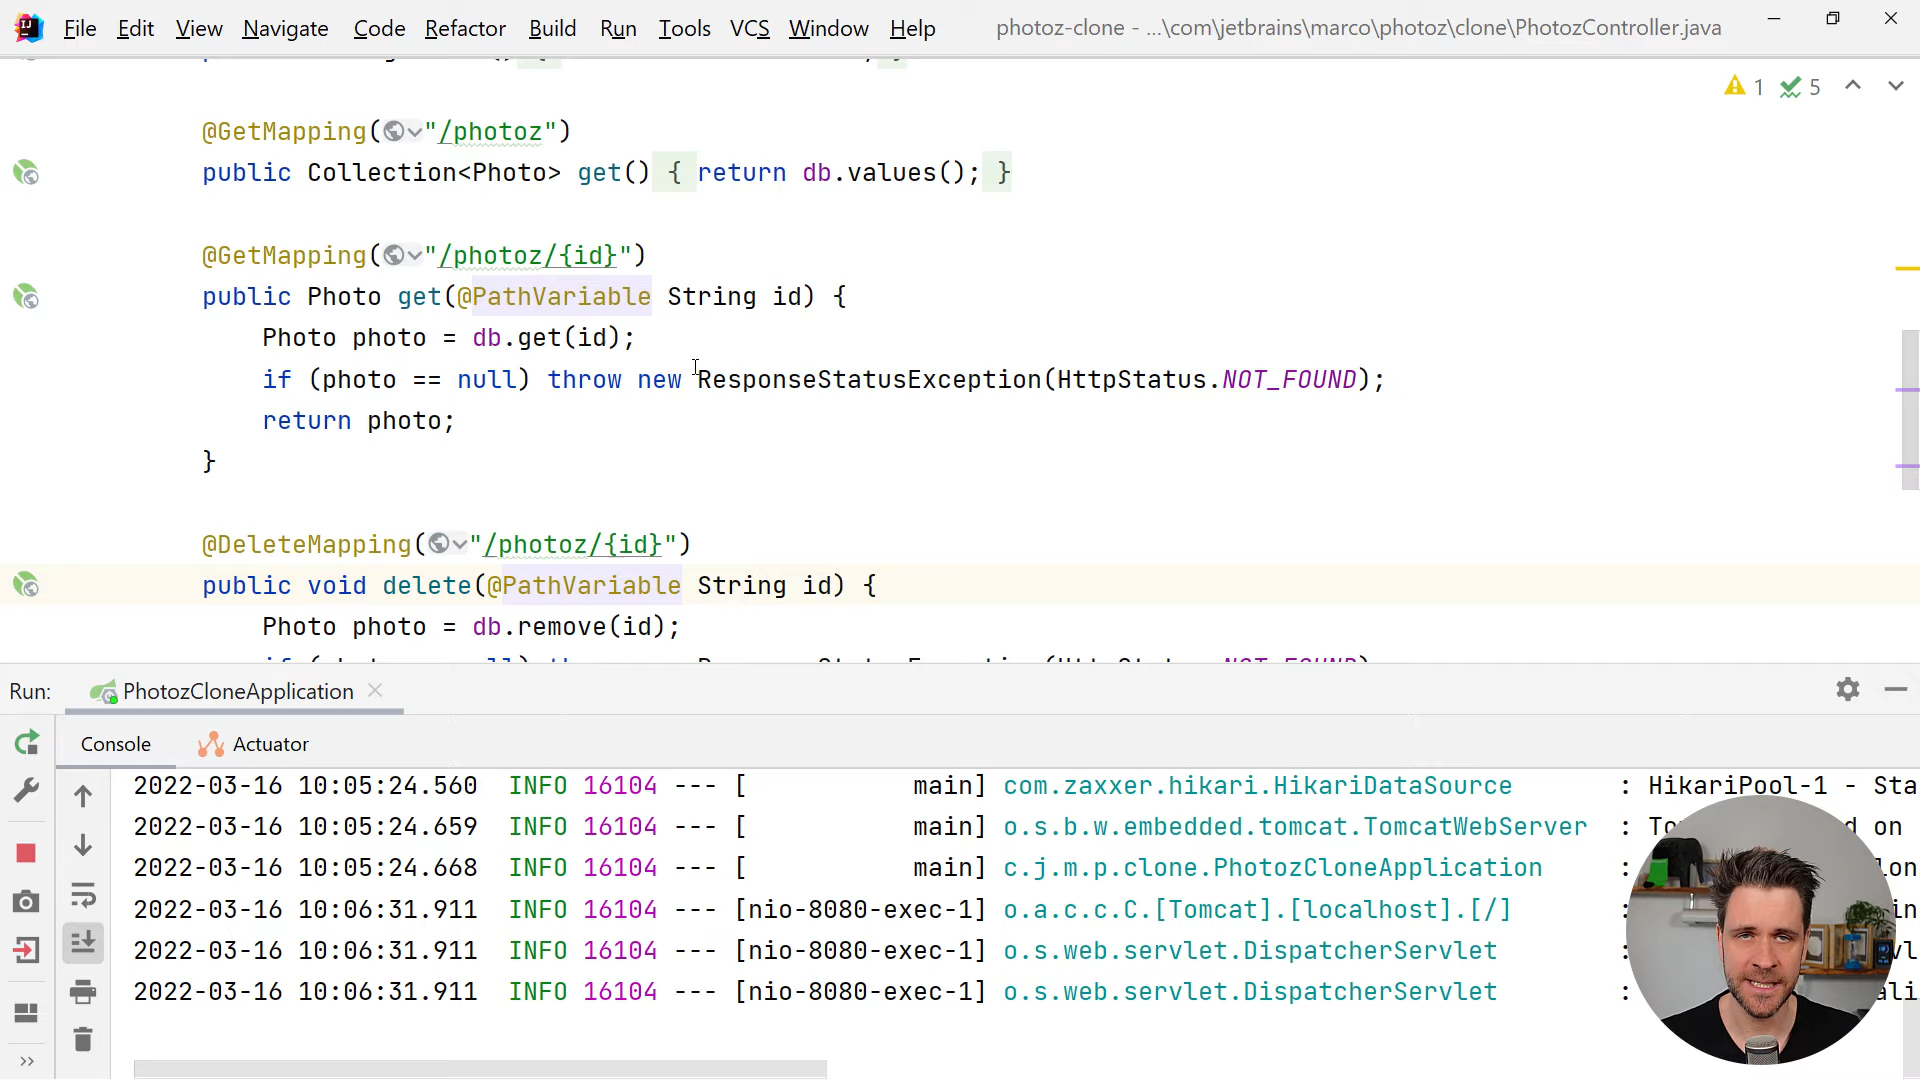 File Edit View Navigate Code Refactor Build Run Tools VCS Window Help photoz-clone - ...\com\jetbrains\marco\photoz\clone\PhotozController.java
1 5
@GetMapping("/photoz")
public Collection<Photo> get() { return db.values(); }
@GetMapping("/photoz/{id}")
public Photo get(@PathVariable String id) {
Photo photo = db.get(id);
if (photo == null) throw new ResponseStatusException(HttpStatus.NOT_FOUND);
return photo;
}
@DeleteMapping("/photoz/{id}")
public void delete(@PathVariable String id) {
Photo photo = db.remove(id);
Run: PhotozCloneApplication
Console Actuator
2022-03-16 10:05:24.560 INFO 16104 --- [ main] com.zaxxer.hikari.HikariDataSource : HikariPool-1 - Sta
2022-03-16 10:05:24.659 INFO 16104 --- [ main] o.s.b.w.embedded.tomcat.TomcatWebServer : on
2022-03-16 10:05:24.668 INFO 16104 --- [ main] c.j.m.p.clone.PhotozCloneApplication :
2022-03-16 10:06:31.911 INFO 16104 --- [nio-8080-exec-1] o.a.c.c.C.[Tomcat].[localhost].[/] :
2022-03-16 10:06:31.911 INFO 16104 --- [nio-8080-exec-1] o.s.web.servlet.DispatcherServlet :
2022-03-16 10:06:31.911 INFO 16104 --- [nio-8080-exec-1] o.s.web.servlet.DispatcherServlet :